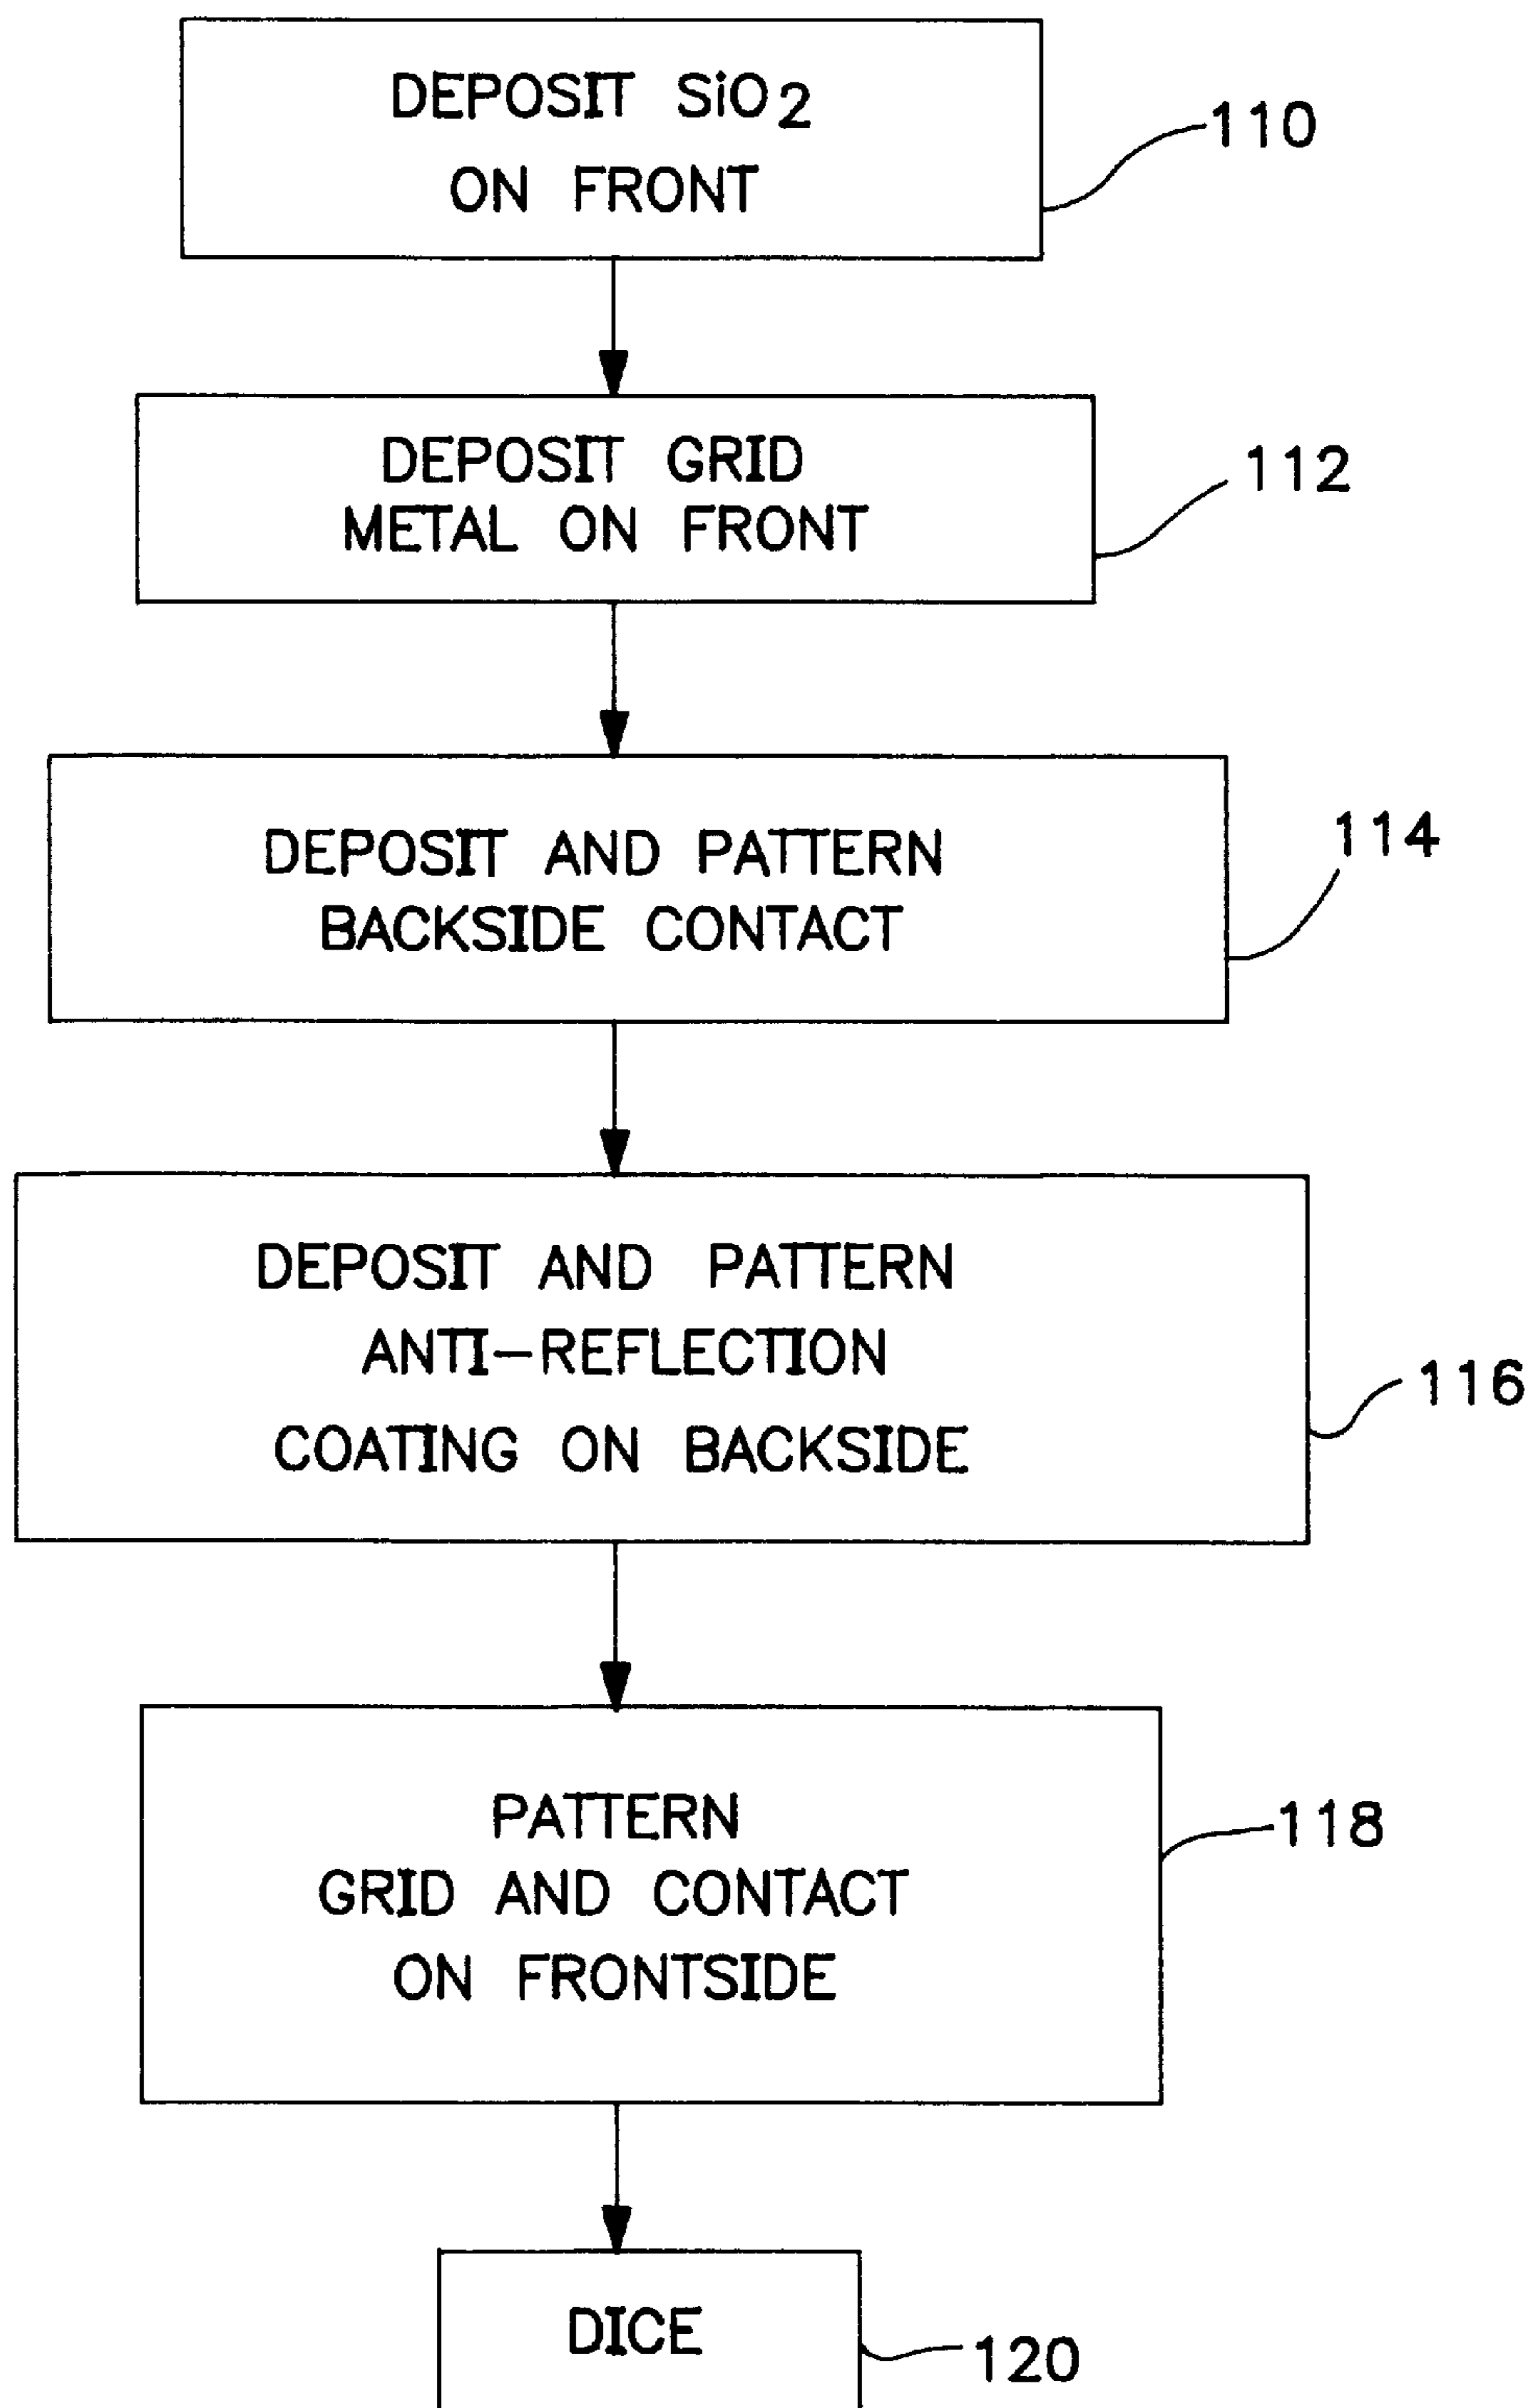 DEPOSIT SiO2
ON FRONT
110
DEPOSIT GRID
METAL ON FRONT
112
DEPOSIT AND PATTERN
BACKSIDE CONTACT
114
DEPOSIT AND PATTERN
ANTI-REFLECTION
COATING ON BACKSIDE
116
PATTERN
GRID AND CONTACT
ON FRONTSIDE
118
DICE
120